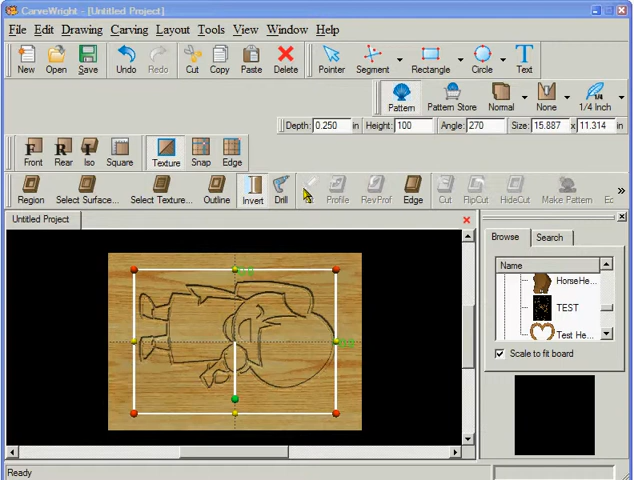 CarveWright - [Untitled Project]
File Edit Drawing Carving Layout Tools View Window Help
New Open Save Undo Redo Cut Copy Paste Delete Pointer Segment Rectangle Circle Text
Pattern Pattern Store Normal None 1/4 Inch
Depth: 0.250 in Height: 100 Angle: 270 Size: 15.887 x 11.314 in
Front Rear Iso Square Texture Snap Edge
Region Select Surface... Select Texture... Outline Invert Drill Profile RevProf Edge Cut FlipCut HideCut Make Pattern Ec »
Untitled Project
Browse Search
Name
HorseHe...
TEST
Test He...
Scale to fit board
Ready